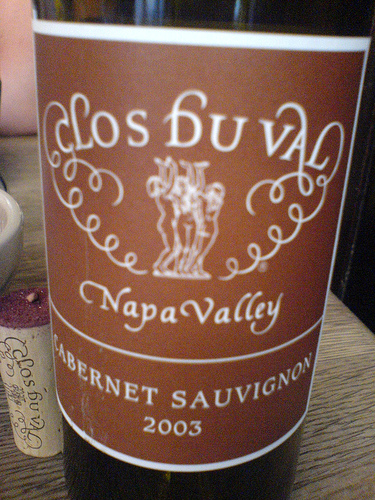 CLOS DU VAL
Napa Valley
CABERNET SAUVIGNON
2003